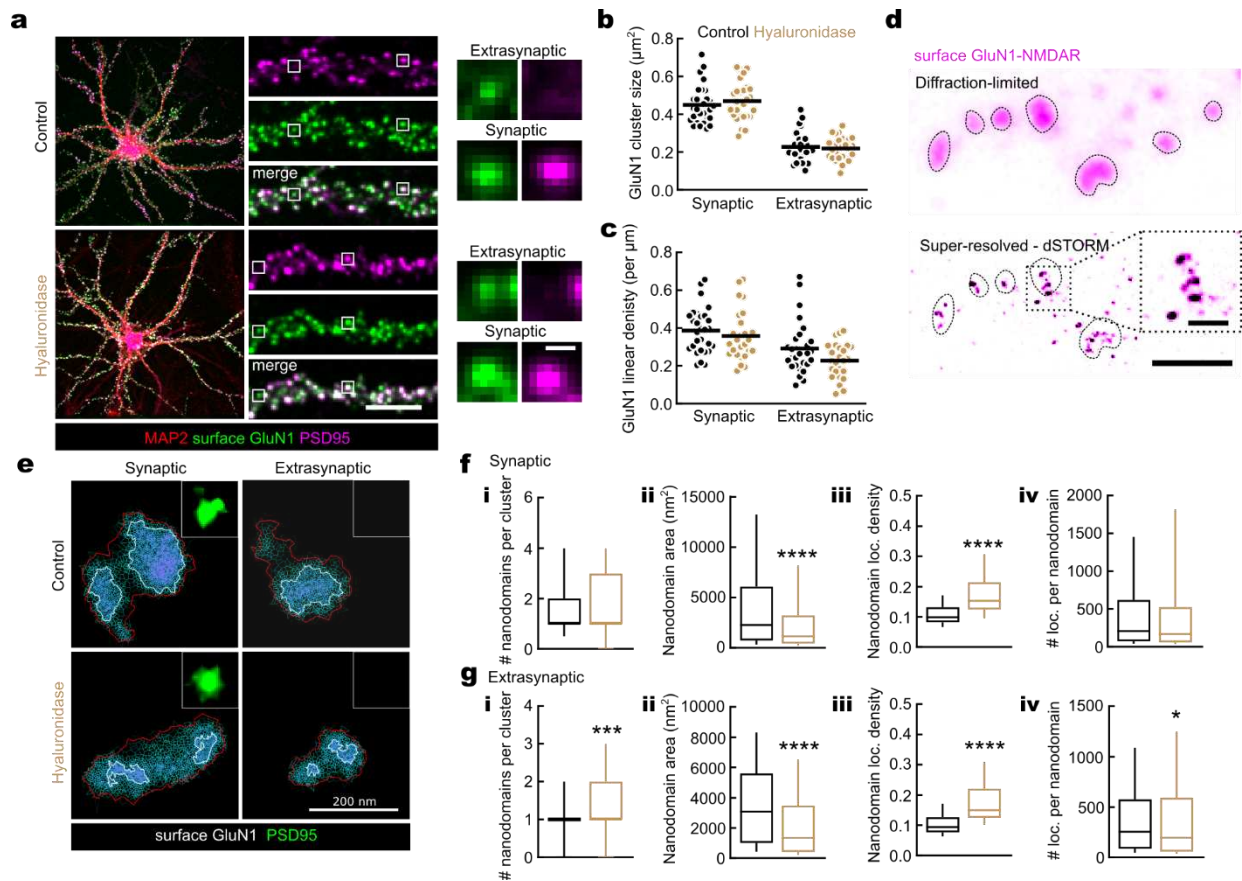 a
Control
Hyaluronidase
merge
merge
MAP2 surface GluN1 PSD95
Extrasynaptic
Synaptic
Extrasynaptic
Synaptic
b
Control Hyaluronidase
GluN1 cluster size (µm²)
0.8
0.6
0.4
0.2
0.0
Synaptic Extrasynaptic
c
GluN1 linear denisty (per µm)
0.8
0.6
0.4
0.2
0.0
Synaptic Extrasynaptic
d
surface GluN1-NMDAR
Diffraction-limited
Super-resolved - dSTORM
e
Synaptic Extrasynaptic
Control
Hyaluronidase
200 nm
surface GluN1 PSD95
f Synaptic
i
# nanodomains per cluster
6
4
2
0
ii
Nanodomain area (nm²)
15000
10000
5000
0
****
iii
Nanodomain loc. density
0.5
0.4
0.3
0.2
0.1
0.0
****
iv
# loc. per nanodomain
2000
1500
1000
500
0
g Extrasynaptic
i
# nanodomains per cluster
4
3
2
1
0
***
ii
Nanodomain area (nm²)
10000
8000
6000
4000
2000
0
****
iii
Nanodomain loc. density
0.5
0.4
0.3
0.2
0.1
0.0
****
iv
# loc. per nanodomain
1500
1000
500
0
*